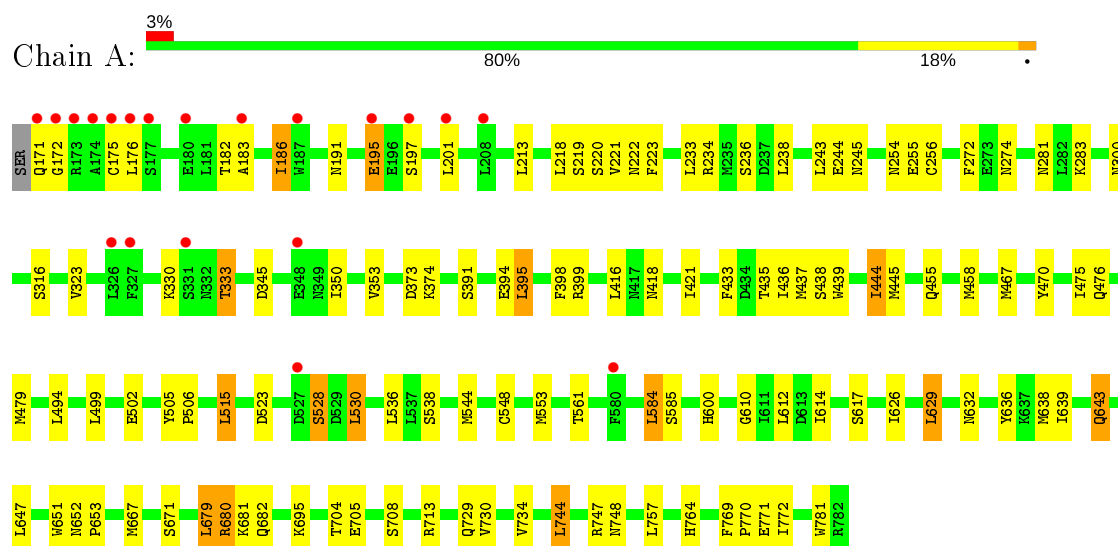 3%
Chain A:
80% 18% •
SER Q171 G172 R173 A174 C175 L176 S177 E180 L181 T182 A183 I186 W187 N191 E195 E196 S197 L201 L208 L213 L218 S219 S220 V221 N222 F223 L233 R234 M235 S236 D237 L238 L243 E244 N245 N254 E255 C256 F272 E273 N274 N281 L282 K283
S316 V323 L326 F327 K330 S331 N332 T333 D345 E348 N349 I350 V353 D373 K374 S391 E394 L395 F398 R399 L416 N417 N418 I421 F433 D434 T435 I436 M437 S438 W439 I444 M445 Q455 M458 M467 Y470 I475 Q476
M479 L494 L499 E502 Y505 P506 L515 D523 D527 S528 D529 L530 L536 L537 S538 M544 C548 M553 T561 F580 L584 S585 H600 G610 I611 L612 D613 I614 S617 I626 L629 N632 Y636 K637 M638 I639 Q643
L647 W651 N652 P653 M667 S671 L679 R680 K681 Q682 K695 T704 E705 S708 R713 Q729 V730 V734 L744 R747 N748 L757 H764 F769 P770 E771 I772 W781 R782